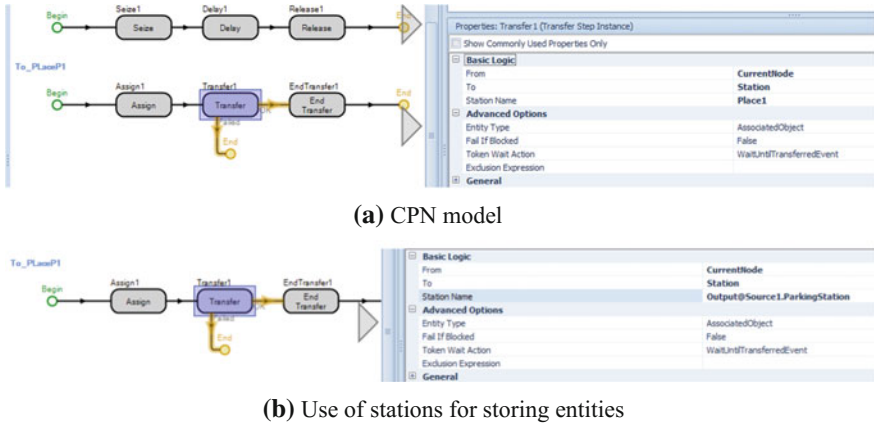 Begin
Seize1
Seize
Delay1
Delay
Release1
Release
End
To_PLaneP1
Begin
Assign1
Assign
Transfer1
Transfer
Failed
End
EndTransfer1
End
Transfer
End
Properties: Transfer1 (Transfer Step Instance)
Show Commonly Used Properties Only
Basic Logic
From CurrentNode
To Station
Station Name Place1
Advanced Options
Entity Type AssociatedObject
Fail If Blocked False
Token Wait Action WaitUntilTransferredEvent
Exclusion Expression
General
(a) CPN model
To_PLaneP1
Begin
Assign1
Assign
Transfer1
Transfer
Failed
End
EndTransfer1
End
Transfer
Basic Logic
From CurrentNode
To Station
Station Name Output@Source1.ParkingStation
Advanced Options
Entity Type AssociatedObject
Fail If Blocked False
Token Wait Action WaitUntilTransferredEvent
Exclusion Expression
General
(b) Use of stations for storing entities